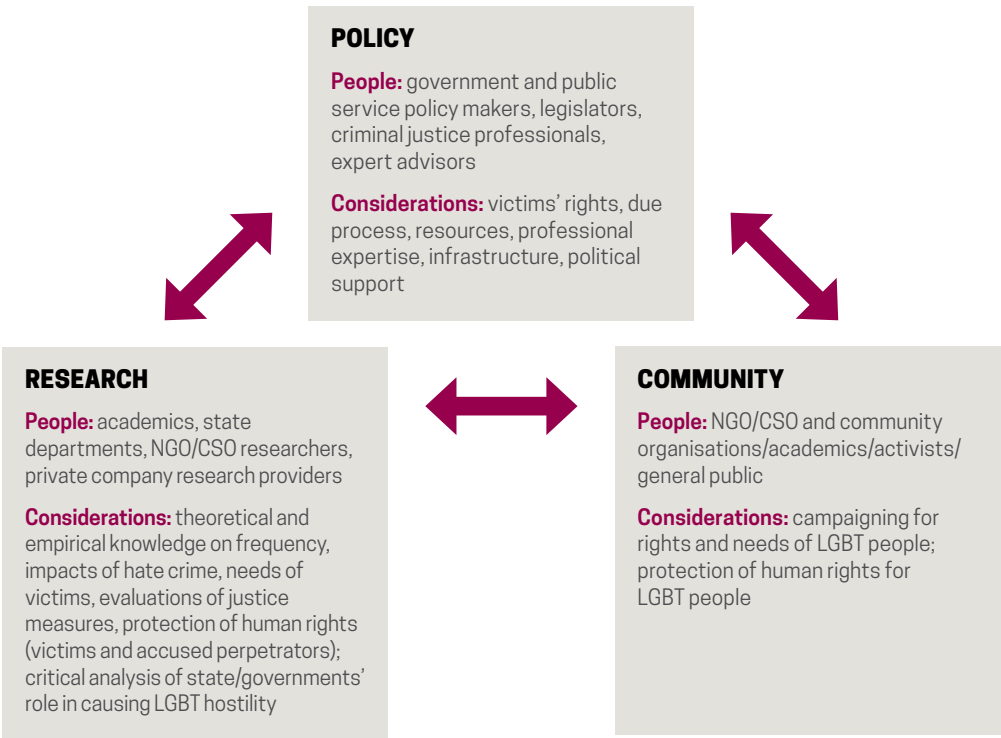 POLICY
People: government and public
service policy makers, legislators,
criminal justice professionals,
expert advisors
Considerations: victims’ rights, due
process, resources, professional
expertise, infrastructure, political
support
RESEARCH
People: academics, state
departments, NGO/CSO researchers,
private company research providers
Considerations: theoretical and
empirical knowledge on frequency,
impacts of hate crime, needs of
victims, evaluations of justice
measures, protection of human rights
(victims and accused perpetrators);
critical analysis of state/governments’
role in causing LGBT hostility
COMMUNITY
People: NGO/CSO and community
organisations/academics/activists/
general public
Considerations: campaigning for
rights and needs of LGBT people;
protection of human rights for
LGBT people